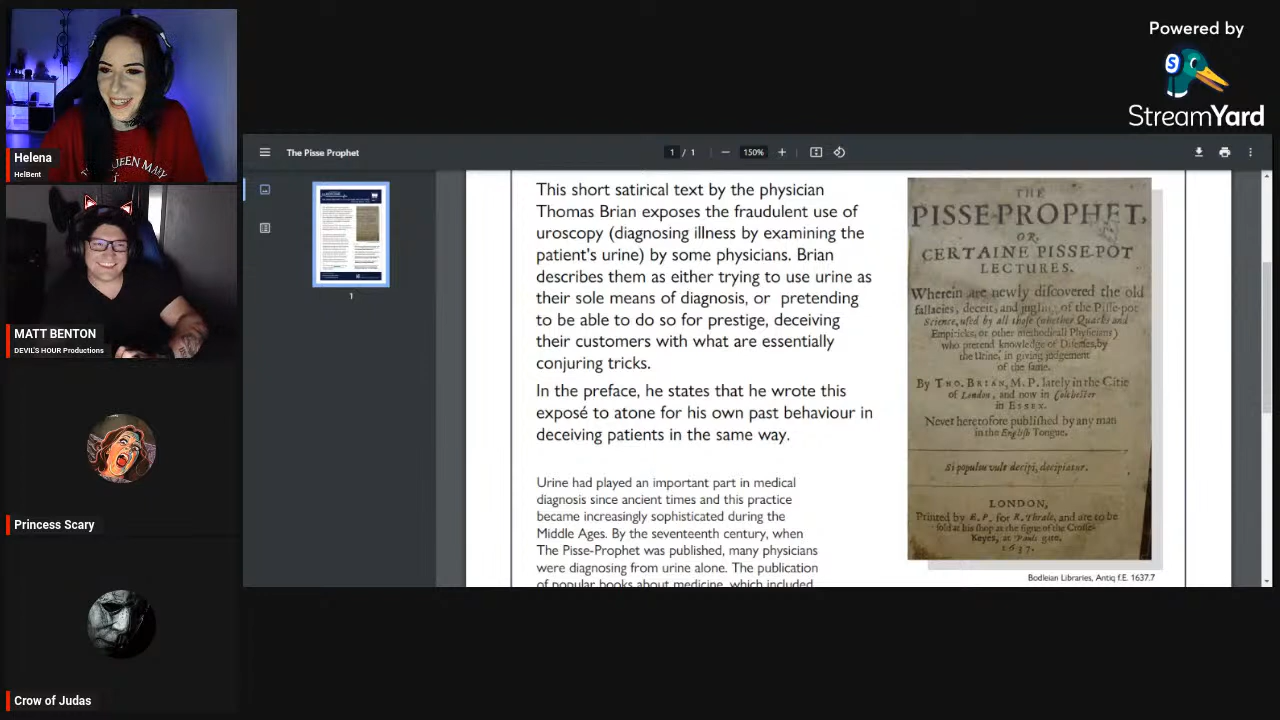 Helena
HelBent
MATT BENTON
DEVIL'S HOUR Productions
Princess Scary
Crow of Judas
Powered by
StreamYard
The Pisse Prophet
1 / 1
150%
1
This short satirical text by the physician
Thomas Brian exposes the fraudulent use of
uroscopy (diagnosing illness by examining the
patient's urine) by some physicians. Brian
describes them as either trying to use urine as
their sole means of diagnosis, or pretending
to be able to do so for prestige, deceiving
their customers with what are essentially
conjuring tricks.
In the preface, he states that he wrote this
exposé to atone for his own past behaviour in
deceiving patients in the same way.
Urine had played an important part in medical
diagnosis since ancient times and this practice
became increasingly sophisticated during the
Middle Ages. By the seventeenth century, when
The Pisse-Prophet was published, many physicians
were diagnosing from urine alone. The publication
of popular books about medicine, which included
THE
PISSE-PROPHET,
OR,
CERTAINE PISSE-POT
LECTURES.
Wherein are newly diſcovered the old
fallacies, deceit, and jugling of the Piſſe-pot
Science, uſed by all thoſe (whether Quacks and
Empiricks, or other methodicall Phyſicians)
who pretend knowledge of Diſeaſes, by
the Urine, in giving judgement
of the ſame.
By THO. BRIAN, M. P. lately in the Citie
of London, and now in Colcheſter
in ESSEX.
Never heretofore publiſhed by any man
in the Engliſh Tongue.
Si populus vult decipi, decipiatur.
LONDON,
Printed by E. P. for R. Thrale, and are to be
ſold at his ſhop at the ſigne of the Croſſe-
Keyes, at Pauls gate.
1637.
Bodleian Libraries, Antiq f.E. 1637.7